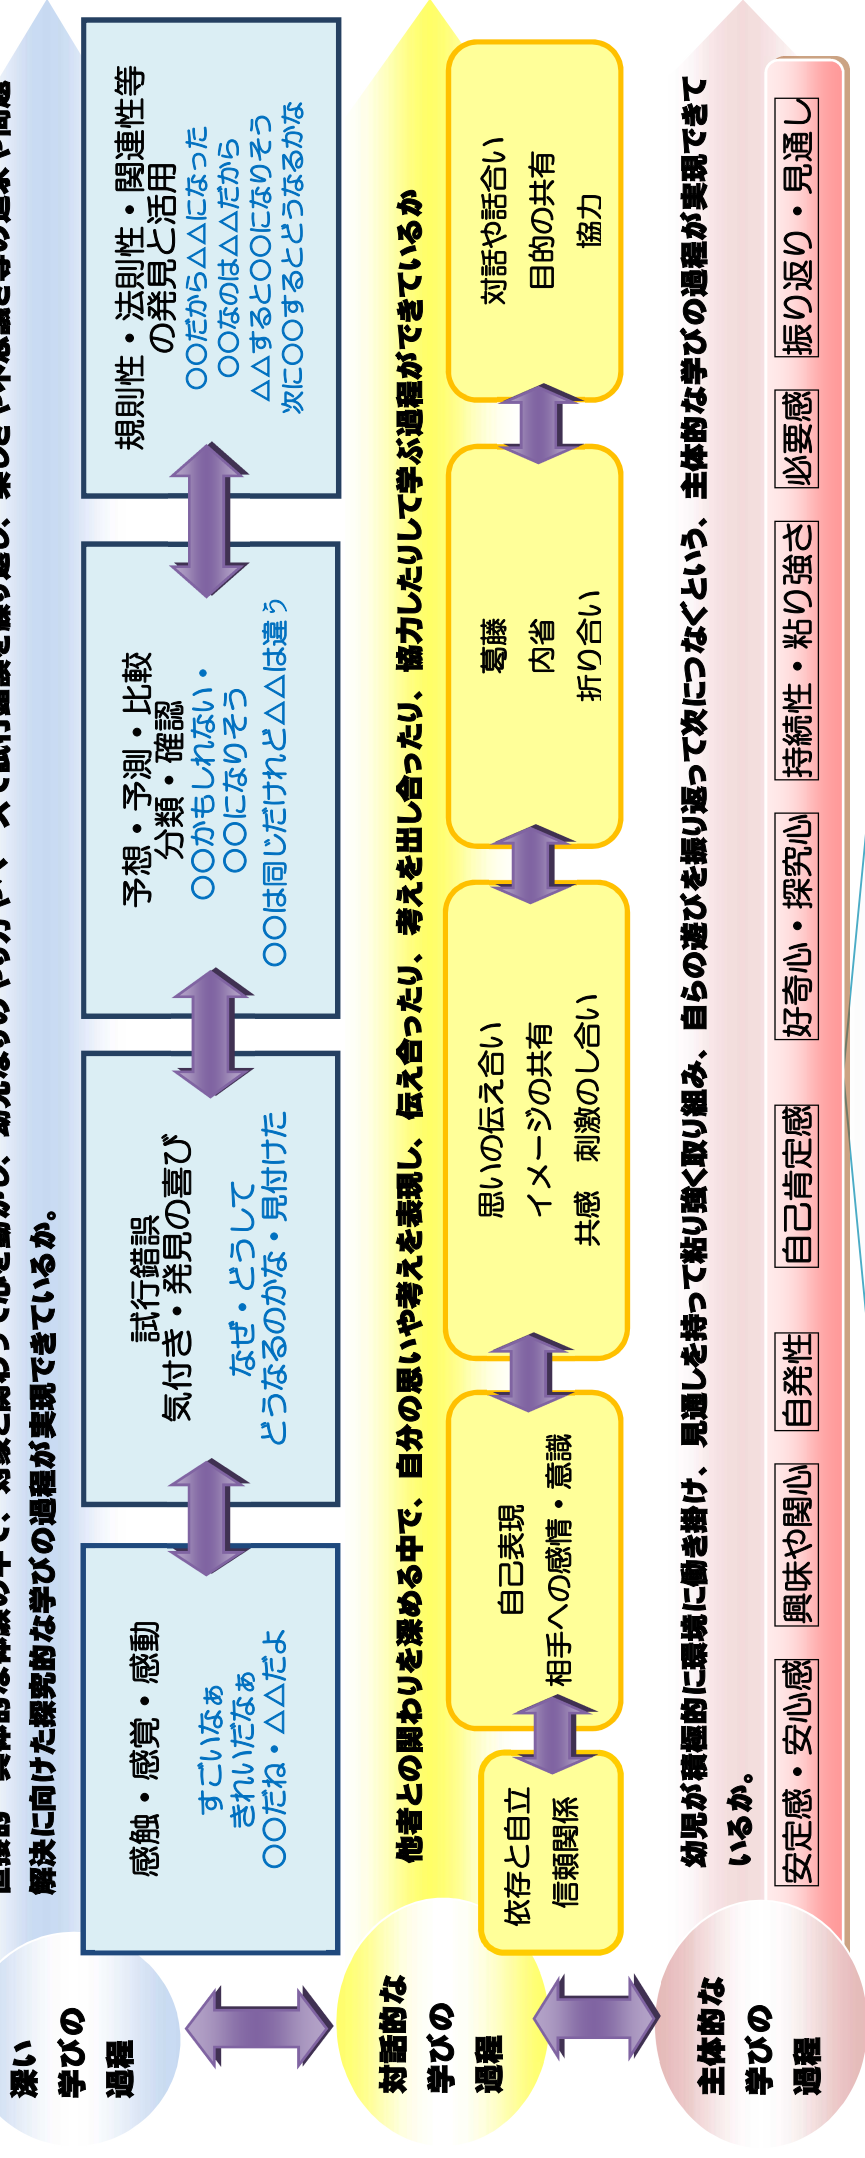 深い
学びの
過程
解決に向けた探究的な学びの過程が実現できているか。
感触・感覚・感動
すごいなぁ
きれいだなぁ
〇〇だね・△△だよ
試行錯誤
気付き・発見の喜び
なぜ・どうして
どうなるのかな・見付けた
予想・予測・比較
分類・確認
〇〇かもしれない・
〇〇になりそう
〇〇は同じだけれど△△は違う
規則性・法則性・関連性等
の発見と活用
〇〇だから△△になった
〇〇なのは△△だから
△△すると〇〇になりそう
次に〇〇するとどうなるかな
対話的な
学びの
過程
他者との関わりを深める中で、自分の思いや考えを表現し、伝え合ったり、考えを出し合ったり、協力したりして学ぶ過程ができているか
依存と自立
信頼関係
自己表現
相手への感情・意識
思いの伝え合い
イメージの共有
共感　刺激のし合い
葛藤
内省
折り合い
対話や話合い
目的の共有
協力
主体的な
学びの
過程
幼児が積極的に環境に働き掛け、見通しを持って粘り強く取り組み、自らの遊びを振り返って次につなぐという、主体的な学びの過程が実現できて
いるか。
安定感・安心感
興味や関心
自発性
自己肯定感
好奇心・探究心
持続性・粘り強さ
必要感
振り返り・見通し